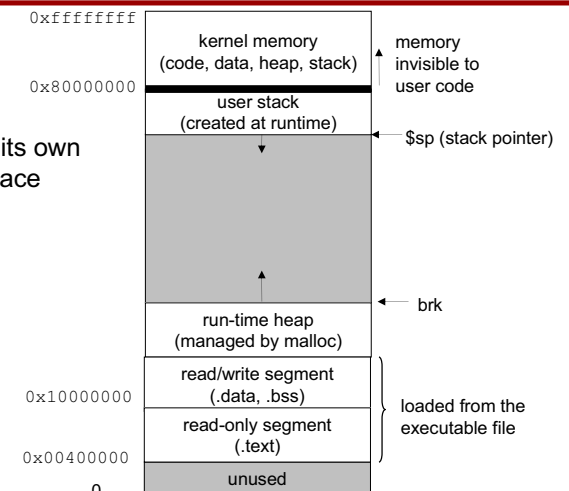 0xffffffff
kernel memory
(code, data, heap, stack)
memory
invisible to
user code
0x80000000
user stack
(created at runtime)
$sp (stack pointer)
its own
ace
brk
run-time heap
(managed by malloc)
read/write segment
(.data, .bss)
0x10000000
loaded from the
executable file
read-only segment
(.text)
0x00400000
unused
0